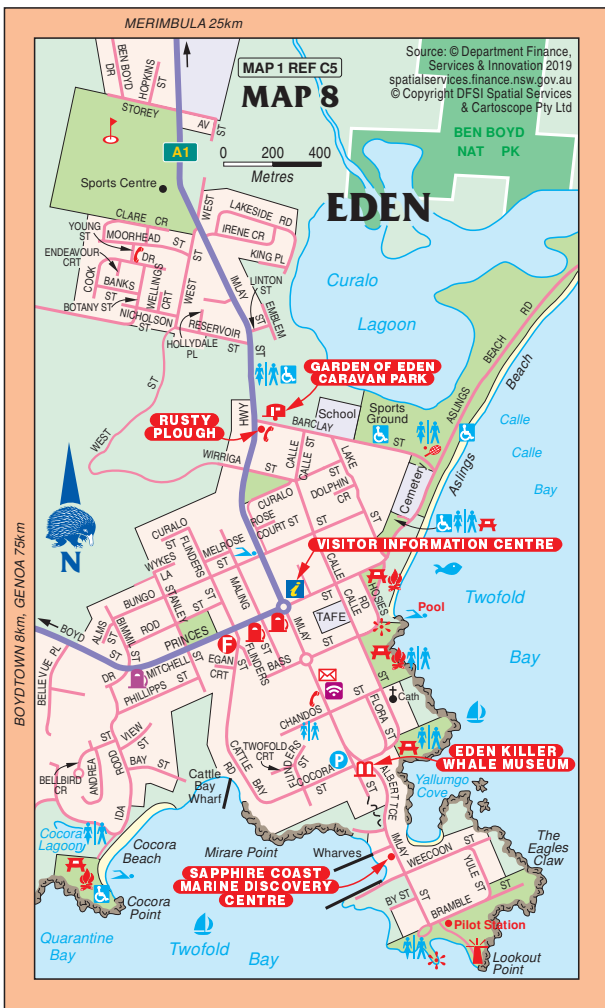 MERIMBULA 25km
MAP 1 REF C5
MAP 8
Source: © Department Finance,
Services & Innovation 2019
spatialservices.finance.nsw.gov.au
© Copyright DFSI Spatial Services
& Cartoscope Pty Ltd
BEN BOYD
NAT PK
BEN BOYD
DR
HOPKINS
ST
STOREY
AV
ST
A1
0 200 400
Metres
EDEN
Sports Centre
WEST
ST
LAKESIDE RD
IRENE CR
KING PL
CLARE CR
YOUNG
ST
MOORHEAD ST
ENDEAVOUR
CRT
DR
COOK
BANKS
WELLINGS
CRT
WEST
BOTANY ST
NICHOLSON
ST
RESERVOIR
ST
HOLLYDALE
PL
IMLAY
ST
LINTON
ST
EMBLEM
ST
Curalo
Lagoon
ASLINGS BEACH RD
Beach
Aslings
Calle
Calle
Bay
GARDEN OF EDEN
CARAVAN PARK
RUSTY
PLOUGH
HWY
School
Sports
Ground
BARCLAY
ST
WEST
ST
WIRRIGA
ST
CALLE
CALLE ST
LAKE
ST
DOLPHIN
CR
Cemetery
CURALO
ROSE
COURT ST
N
BOYDTOWN 8km, GENOA 75km
VISITOR INFORMATION CENTRE
CURALO
ST
WYKES
FLINDERS
ST
MELROSE
ST
LA
BUNGO
STANLEY
ST
MALING
ST
ALMS
ST
BIMMIL ST
ROD
BOYD
PRINCES
DR
MITCHELL
ST
PHILLIPPS ST
BELLEVUE PL
F
EGAN
CRT
FLINDERS
ST
BASS
ST
IMLAY
ST
TAFE
CALLE
CALLE
RD
HOSIES
ST
Pool
Twofold
Bay
CHANDOS
ST
FLORA
ST
Cath
TWOFOLD
CRT
FLINDERS
ST
COCORA
ST
P
ALBERT TCE
EDEN KILLER
WHALE MUSEUM
Yallumgo
Cove
CATTLE BAY
RD
Cattle
Bay
Wharf
VIEW
ST
BAY ST
ROOD
ANDREA
ST
IDA
BELLBIRD
CR
Cocora
Lagoon
Cocora
Beach
Cocora
Point
Mirare Point
Wharves
IMLAY
ST
WEECOON ST
The
Eagles
Claw
YULE ST
BY ST
BRAMBLE
ST
SAPPHIRE COAST
MARINE DISCOVERY
CENTRE
Pilot Station
Lookout
Point
Quarantine
Bay
Twofold
Bay